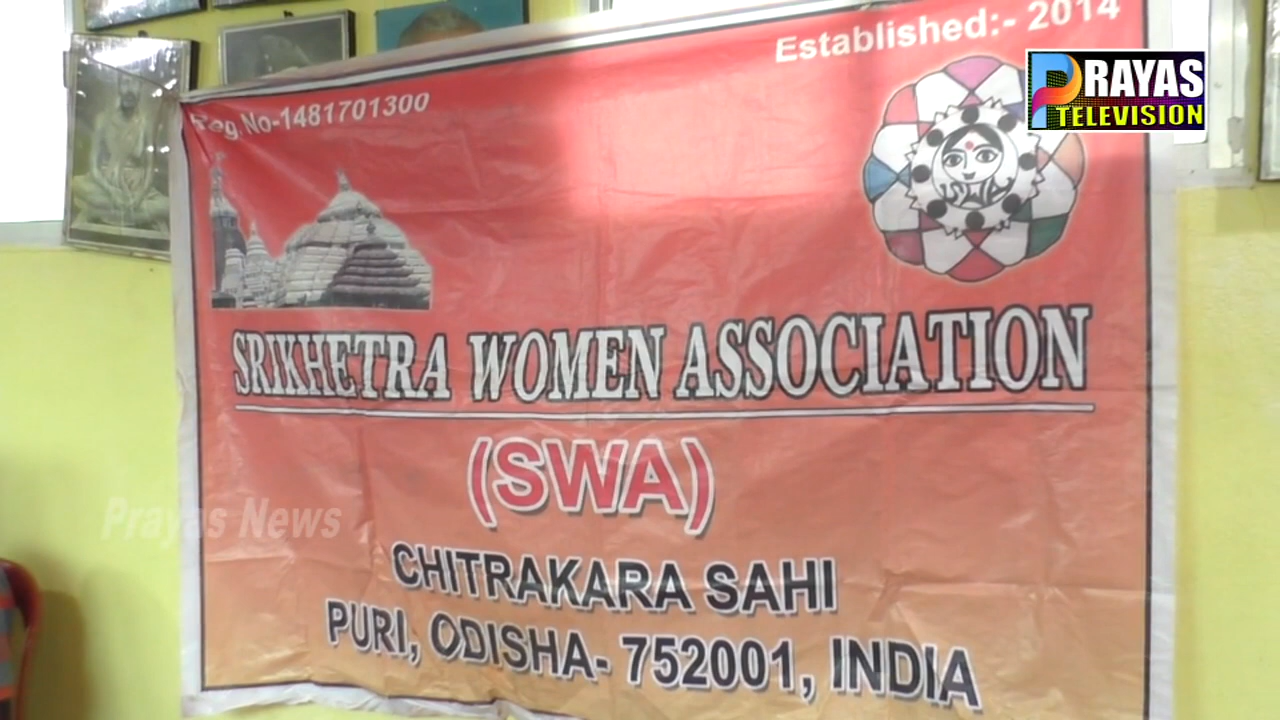 Established:- 2014
PRAYAS
TELEVISION
Reg.No-1481701300
SWA
SRIKHETRA WOMEN ASSOCIATION
(SWA)
Prayas News
CHITRAKARA SAHI
PURI, ODISHA- 752001, INDIA